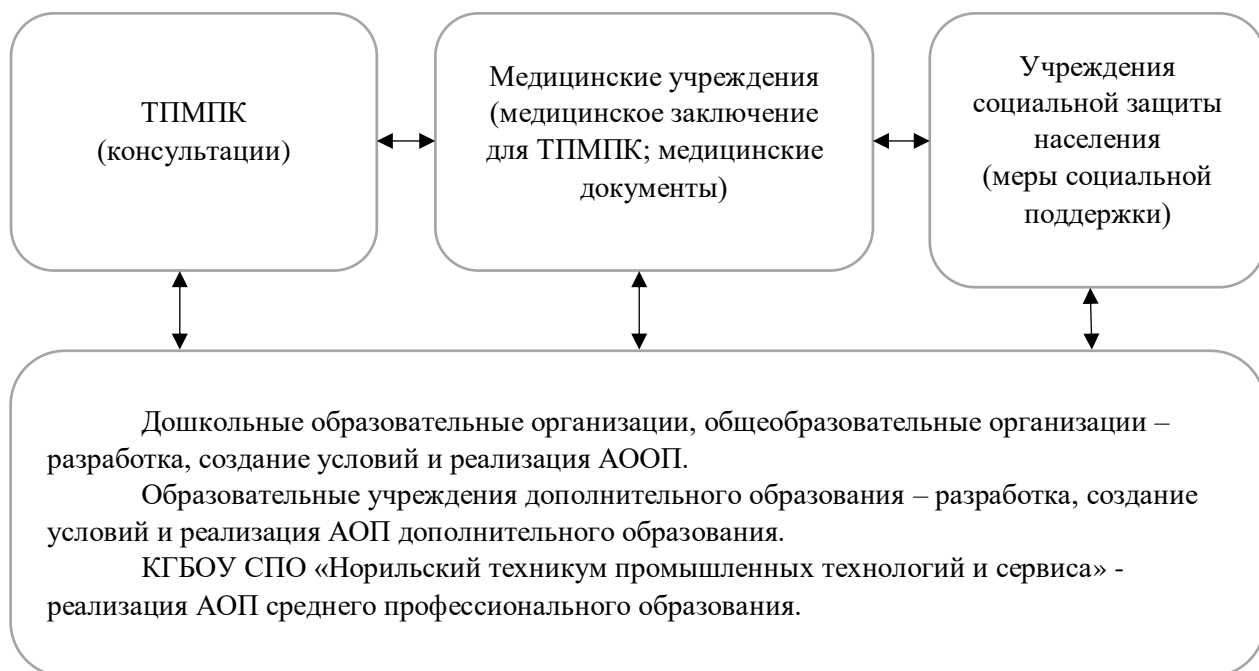 ТПМПК
(консультации)
Медицинские учреждения
(медицинское заключение
для ТПМПК; медицинские
документы)
Учреждения
социальной защиты
населения
(меры социальной
поддержки)
Дошкольные образовательные организации, общеобразовательные организации –
разработка, создание условий и реализация АООП.
Образовательные учреждения дополнительного образования – разработка, создание
условий и реализация АОП дополнительного образования.
КГБОУ СПО «Норильский техникум промышленных технологий и сервиса» -
реализация АОП среднего профессионального образования.